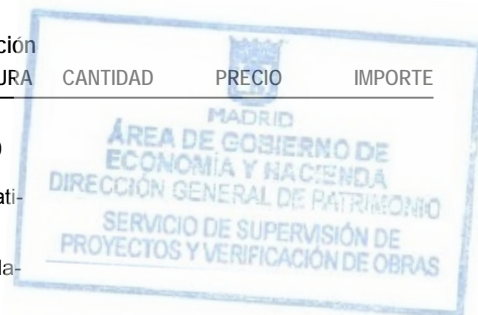 ción
URA CANTIDAD PRECIO IMPORTE
MADRID
ÁREA DE GOBIERNO DE
ECONOMÍA Y HACIENDA
ati-
DIRECCIÓN GENERAL DE PATRIMONIO
SERVICIO DE SUPERVISIÓN DE
PROYECTOS Y VERIFICACIÓN DE OBRAS
da-